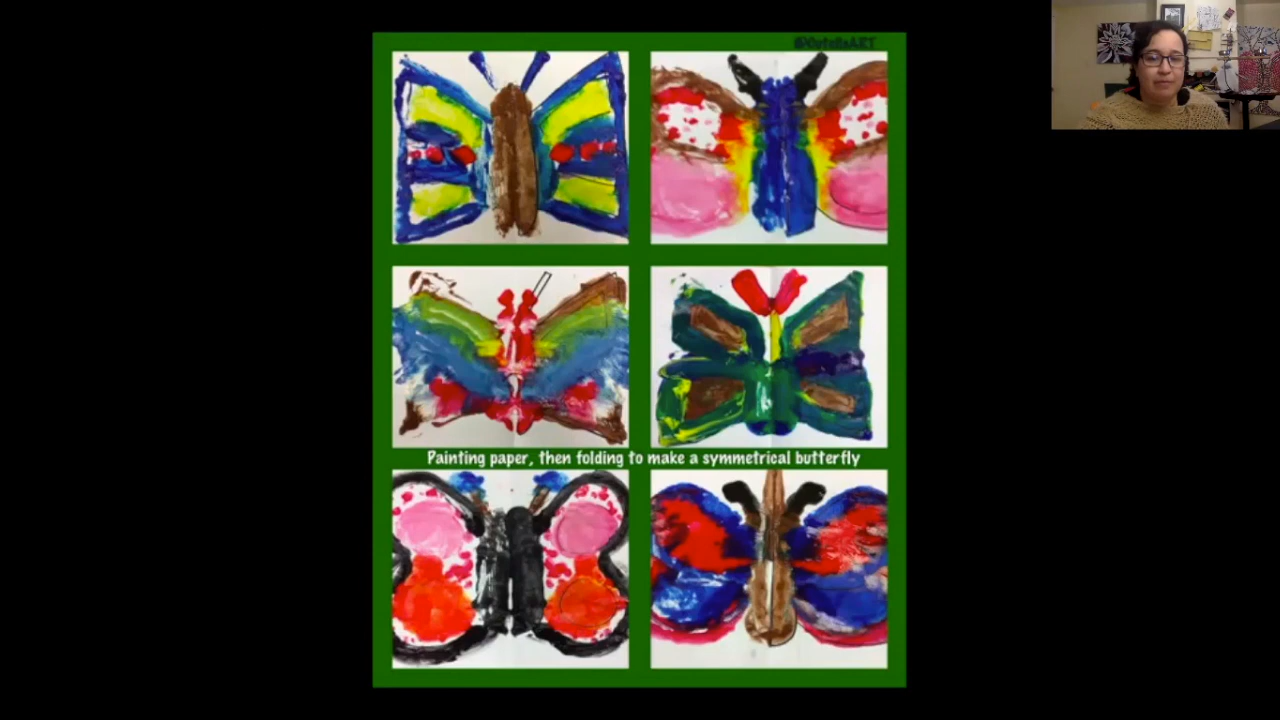 Painting paper, then folding to make a symmetrical butterfly